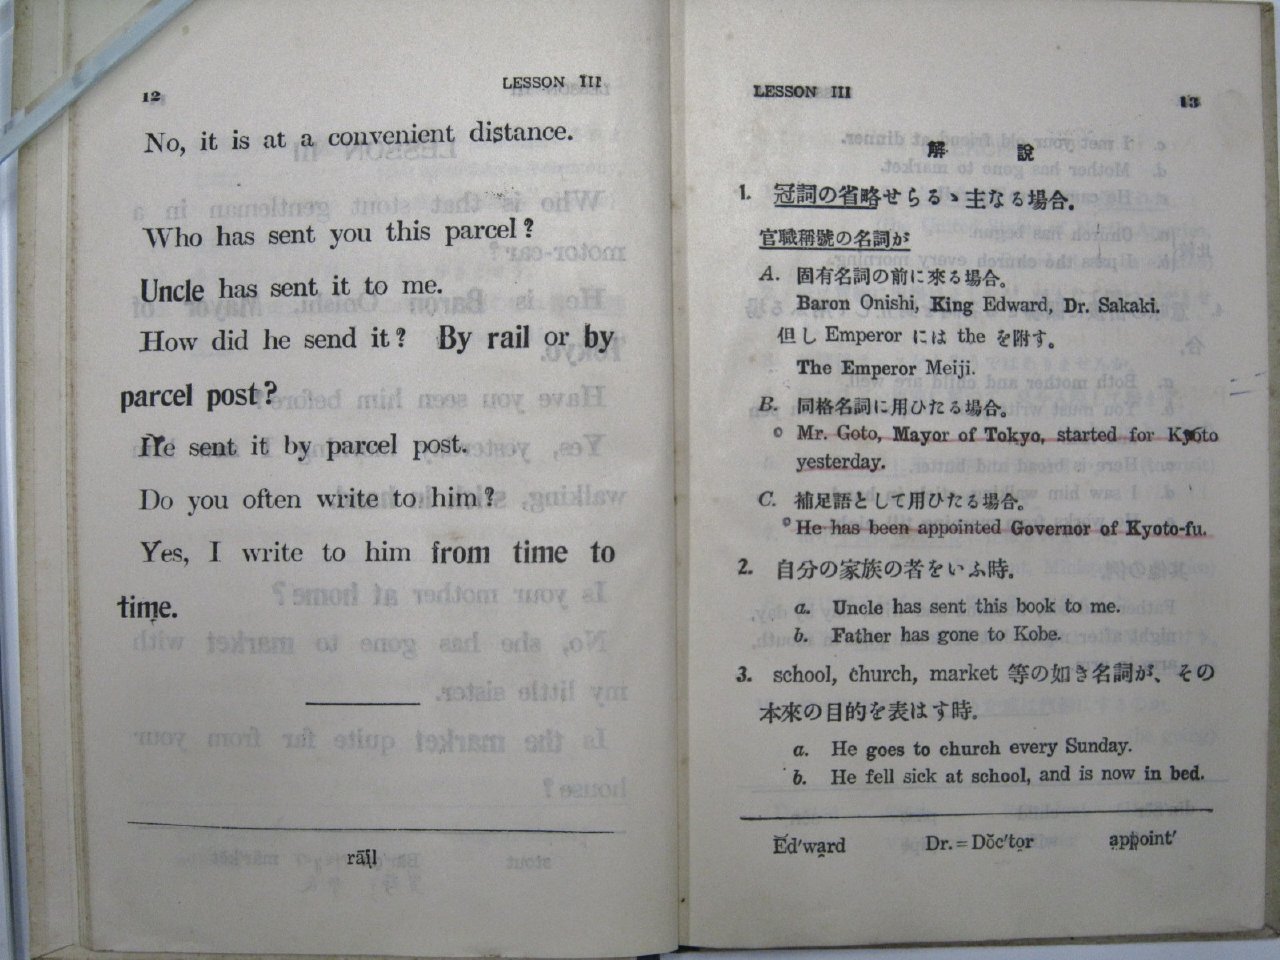 12
LESSON III
No, it is at a convenient distance.
Who has sent you this parcel?
Uncle has sent it to me.
How did he send it? By rail or by
parcel post?
He sent it by parcel post.
Do you often write to him?
Yes, I write to him from time to
time.
rāil
LESSON III
13
解說
1. 冠詞の省略せらるゝ主なる場合。
官職稱號の名詞が
A. 固有名詞の前に來る場合。
Baron Onishi, King Edward, Dr. Sakaki.
但し Emperor には the を附す。
The Emperor Meiji.
B. 同格名詞に用ひたる場合。
Mr. Goto, Mayor of Tokyo, started for Kyoto
yesterday.
C. 補足語として用ひたる場合。
He has been appointed Governor of Kyoto-fu.
2. 自分の家族の者をいふ時。
a. Uncle has sent this book to me.
b. Father has gone to Kobe.
3. school, church, market 等の如き名詞が、その
本來の目的を表はす時。
a. He goes to church every Sunday.
b. He fell sick at school, and is now in bed.
Ĕd′wạrd Dr. = Dŏc′tọr appoint′